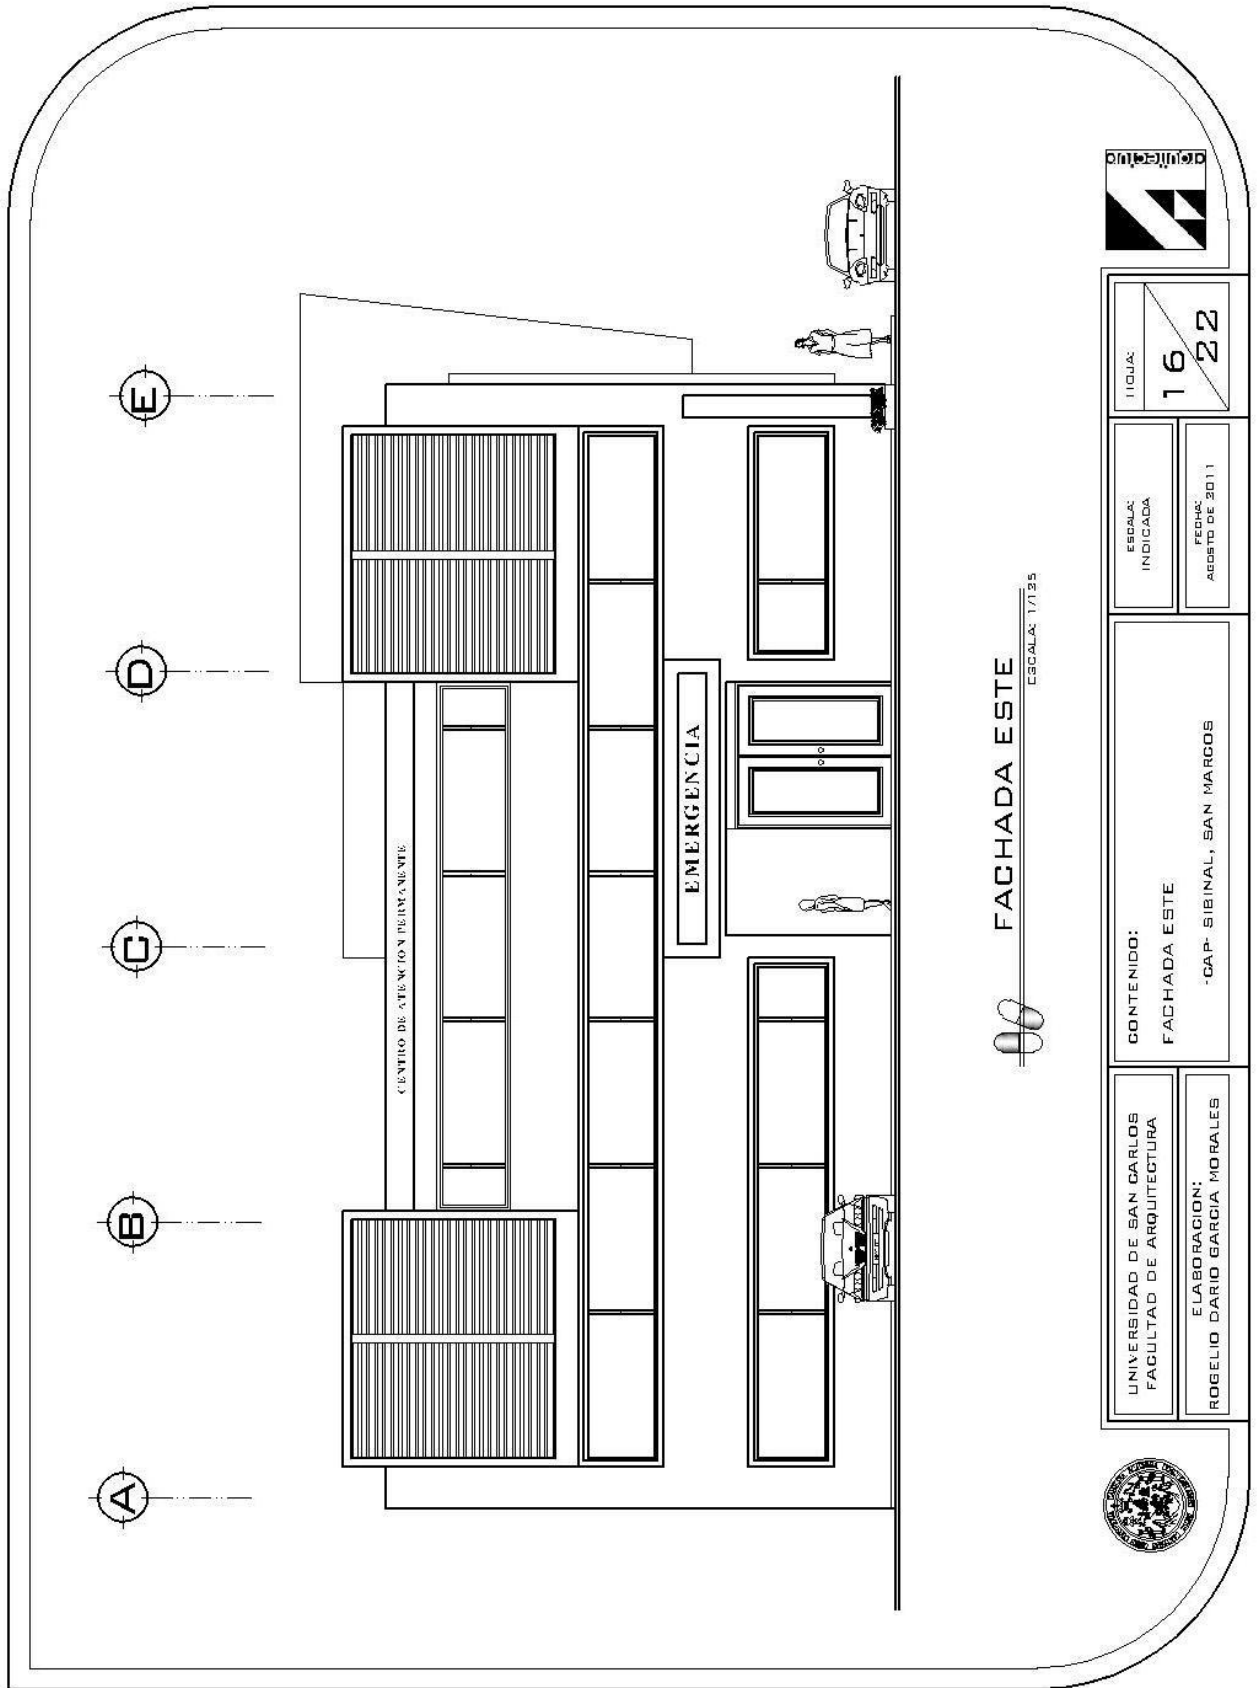 A
B
C
D
E
CENTRO DE ATENCION PERMANENTE
EMERGENCIA
FACHADA ESTE
ESCALA: 1/125
UNIVERSIDAD DE SAN CARLOS
FACULTAD DE ARQUITECTURA
ELABORACION:
ROGELIO DARIO GARCIA MORALES
CONTENIDO:
FACHADA ESTE
-CAP- SIBINAL, SAN MARCOS
ESCALA:
INDICADA
FECHA:
AGOSTO DE 2011
HOJA:
16
22
arquitectura